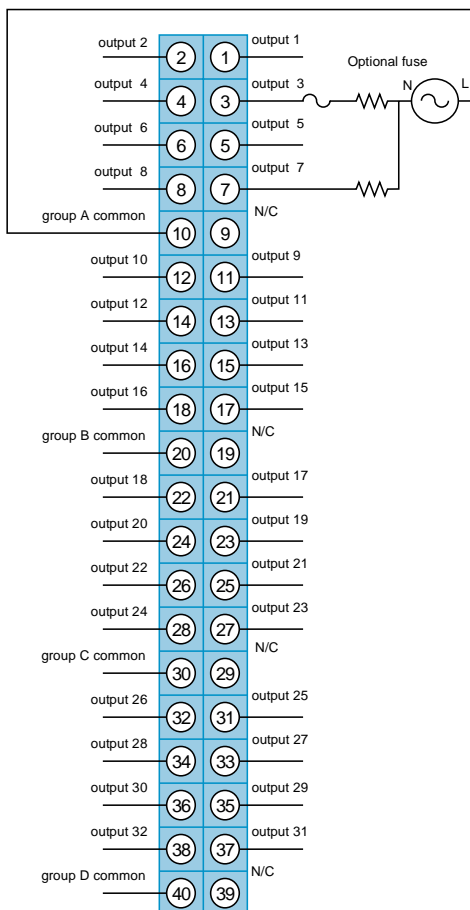 output 2 output 1
2 1
Optional fuse
N L
output 4 output 3
4 3
output 6 output 5
6 5
output 8 output 7
8 7
group A common N/C
10 9
output 10 output 9
12 11
output 12 output 11
14 13
output 14 output 13
16 15
output 16 output 15
18 17
group B common N/C
20 19
output 18 output 17
22 21
output 20 output 19
24 23
output 22 output 21
26 25
output 24 output 23
28 27
group C common N/C
30 29
output 26 output 25
32 31
output 28 output 27
34 33
output 30 output 29
36 35
output 32 output 31
38 37
group D common N/C
40 39